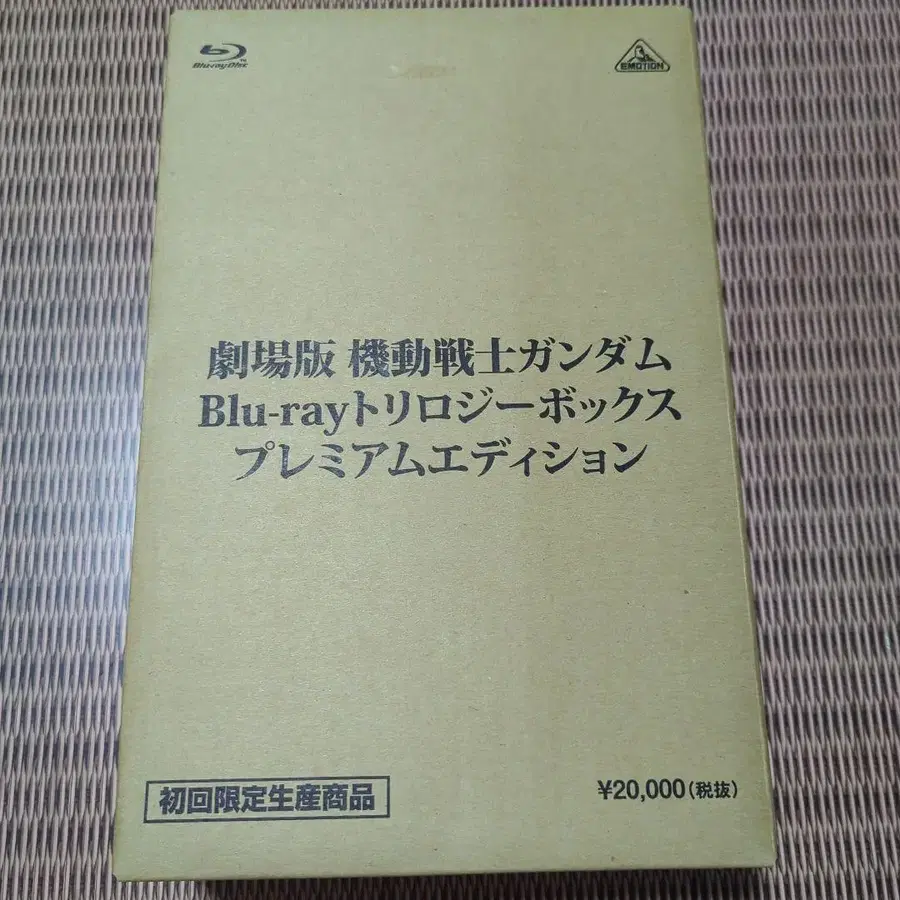 Blu-ray Disc
EMOTION
劇場版 機動戦士ガンダム
Blu-rayトリロジーボックス
プレミアムエディション
初回限定生産商品
¥20,000(税抜)